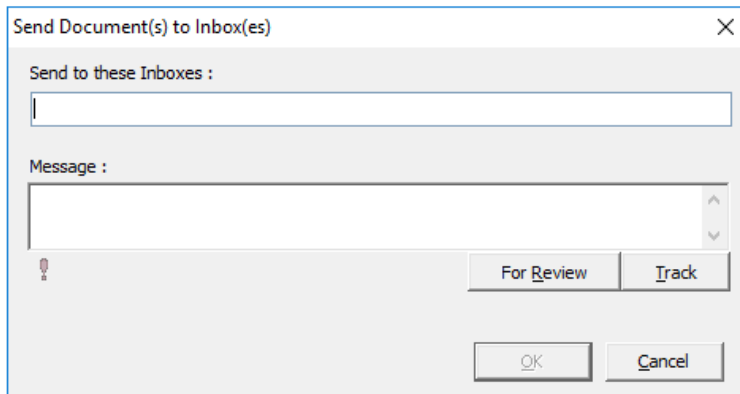 Send Document(s) to Inbox(es)
Send to these Inboxes :
Message :
For Review
Track
OK
Cancel